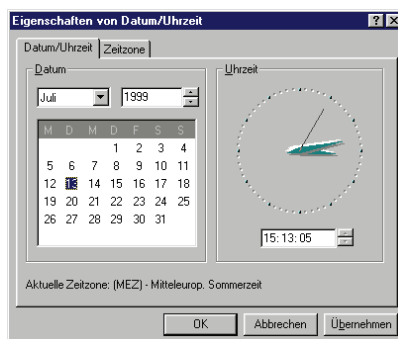 Eigenschaften von Datum/Uhrzeit
Datum/Uhrzeit Zeitzone
Datum
Uhrzeit
Juli 1999
M D M D F S S
1 2 3 4
5 6 7 8 9 10 11
12 13 14 15 16 17 18
19 20 21 22 23 24 25
26 27 28 29 30 31
15:13:05
Aktuelle Zeitzone: (MEZ) - Mitteleurop. Sommerzeit
OK Abbrechen Übernehmen